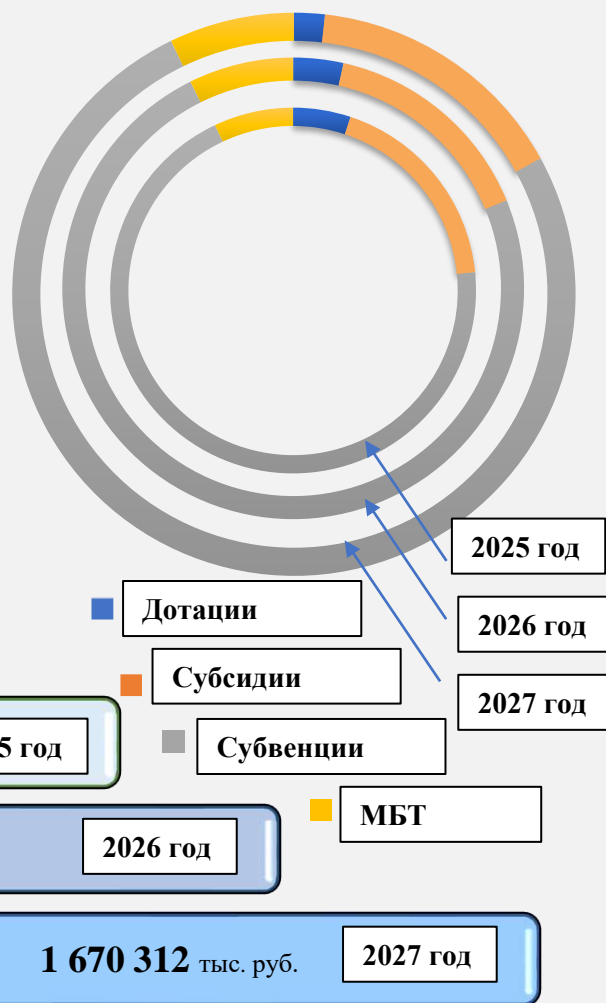 2025 год
Дотации
2026 год
Субсидии
2027 год
5 год
Субвенции
МБТ
2026 год
1 670 312 тыс. руб.
2027 год